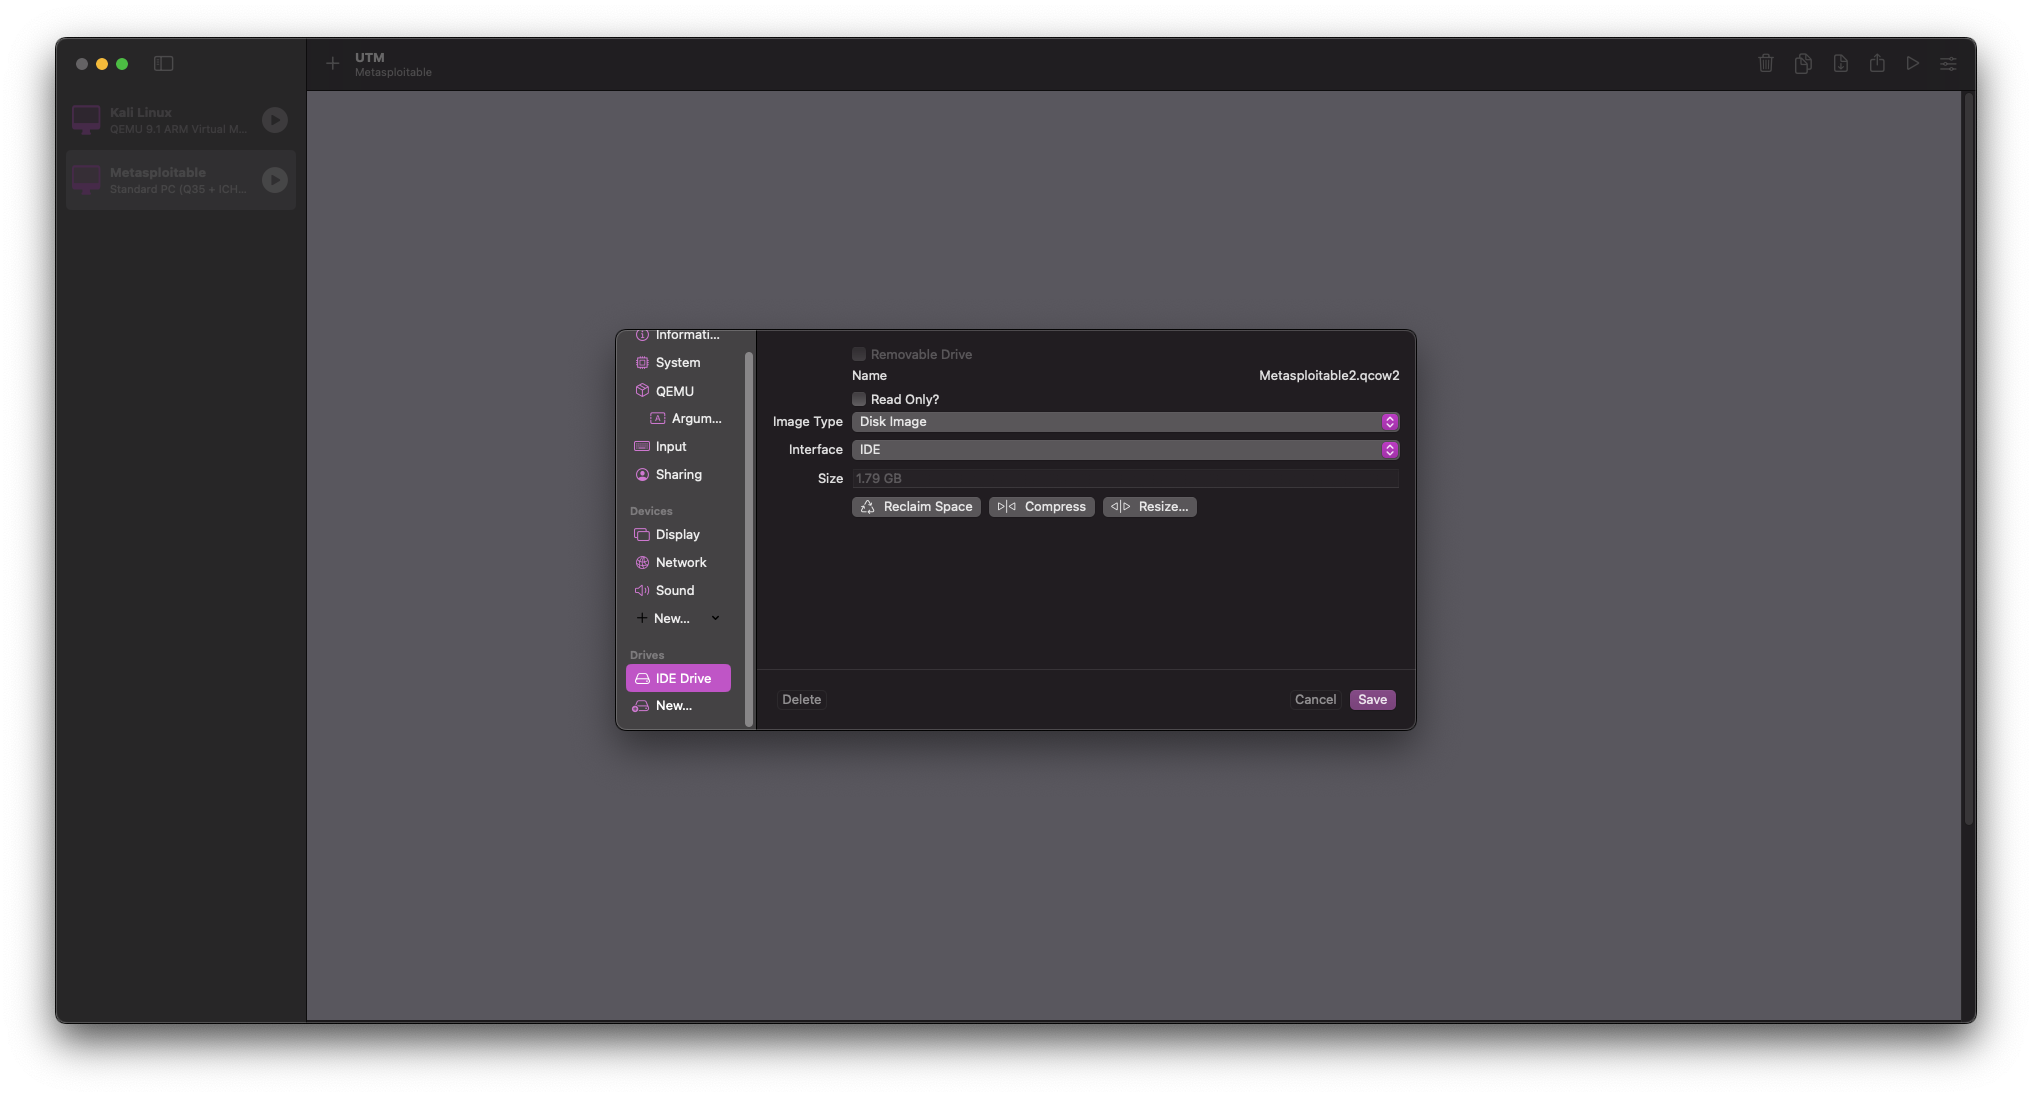 UTM
Metasploitable
Kali Linux
QEMU 9.1 ARM Virtual M...
Metasploitable
Standard PC (Q35 + ICH...
Informati...
System
QEMU
Argum...
Input
Sharing
Devices
Display
Network
Sound
New...
Drives
IDE Drive
New...
Removable Drive
Name Metasploitable2.qcow2
Read Only?
Image Type Disk Image
Interface IDE
Size 1.79 GB
Reclaim Space Compress Resize...
Delete Cancel Save